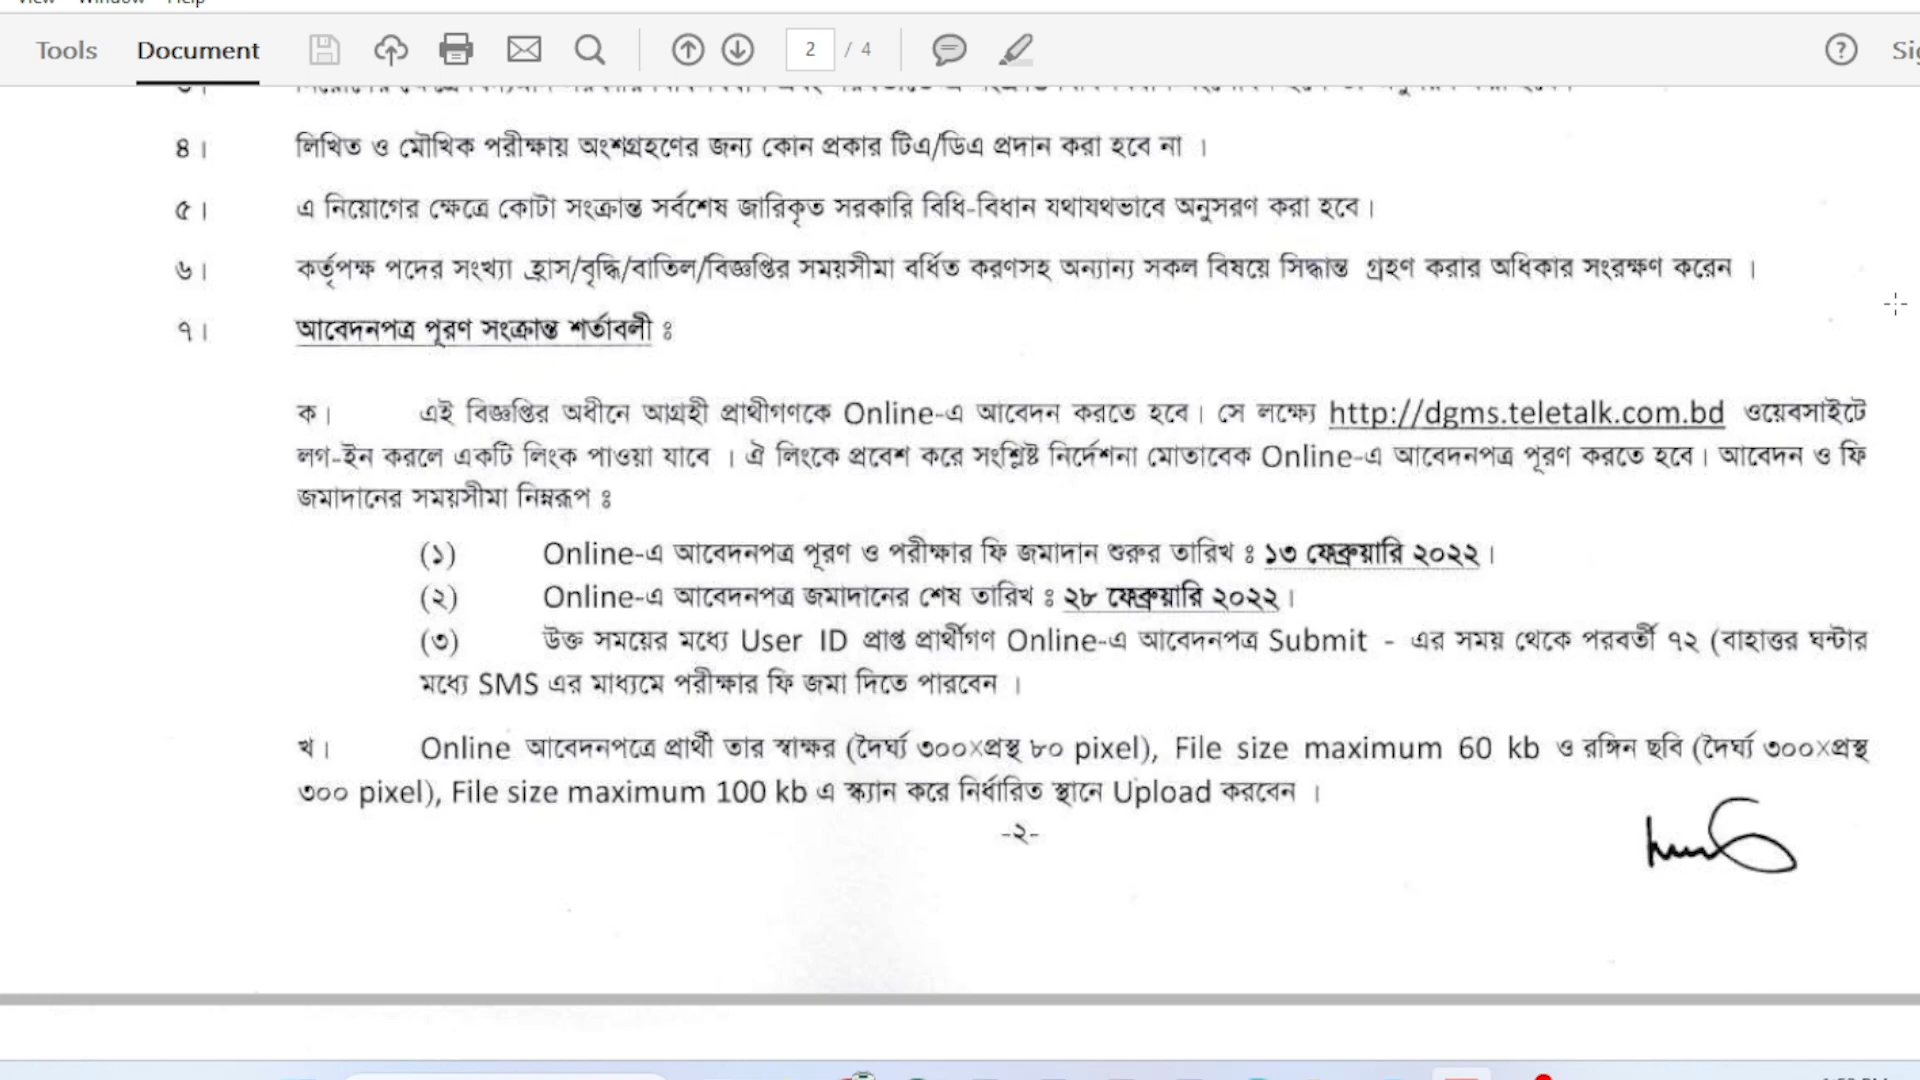 View Window Help
Tools Document 2 / 4
৪। লিখিত ও মৌখিক পরীক্ষায় অংশগ্রহণের জন্য কোন প্রকার টিএ/ডিএ প্রদান করা হবে না ।
৫। এ নিয়োগের ক্ষেত্রে কোটা সংক্রান্ত সর্বশেষ জারিকৃত সরকারি বিধি-বিধান যথাযথভাবে অনুসরণ করা হবে।
৬। কর্তৃপক্ষ পদের সংখ্যা হ্রাস/বৃদ্ধি/বাতিল/বিজ্ঞপ্তির সময়সীমা বর্ধিত করণসহ অন্যান্য সকল বিষয়ে সিদ্ধান্ত গ্রহণ করার অধিকার সংরক্ষণ করেন ।
৭। আবেদনপত্র পূরণ সংক্রান্ত শর্তাবলী ঃ
ক। এই বিজ্ঞপ্তির অধীনে আগ্রহী প্রার্থীগণকে Online-এ আবেদন করতে হবে। সে লক্ষ্যে http://dgms.teletalk.com.bd ওয়েবসাইটে
লগ-ইন করলে একটি লিংক পাওয়া যাবে । ঐ লিংকে প্রবেশ করে সংশ্লিষ্ট নির্দেশনা মোতাবেক Online-এ আবেদনপত্র পূরণ করতে হবে। আবেদন ও ফি
জমাদানের সময়সীমা নিম্নরূপ ঃ
(১) Online-এ আবেদনপত্র পূরণ ও পরীক্ষার ফি জমাদান শুরুর তারিখ ঃ ১৩ ফেব্রুয়ারি ২০২২।
(২) Online-এ আবেদনপত্র জমাদানের শেষ তারিখ ঃ ২৮ ফেব্রুয়ারি ২০২২।
(৩) উক্ত সময়ের মধ্যে User ID প্রাপ্ত প্রার্থীগণ Online-এ আবেদনপত্র Submit - এর সময় থেকে পরবর্তী ৭২ (বাহাত্তর ঘন্টার
মধ্যে SMS এর মাধ্যমে পরীক্ষার ফি জমা দিতে পারবেন ।
খ। Online আবেদনপত্রে প্রার্থী তার স্বাক্ষর (দৈর্ঘ্য ৩০০×প্রস্থ ৮০ pixel), File size maximum 60 kb ও রঙ্গিন ছবি (দৈর্ঘ্য ৩০০×প্রস্থ
৩০০ pixel), File size maximum 100 kb এ স্ক্যান করে নির্ধারিত স্থানে Upload করবেন ।
-২-